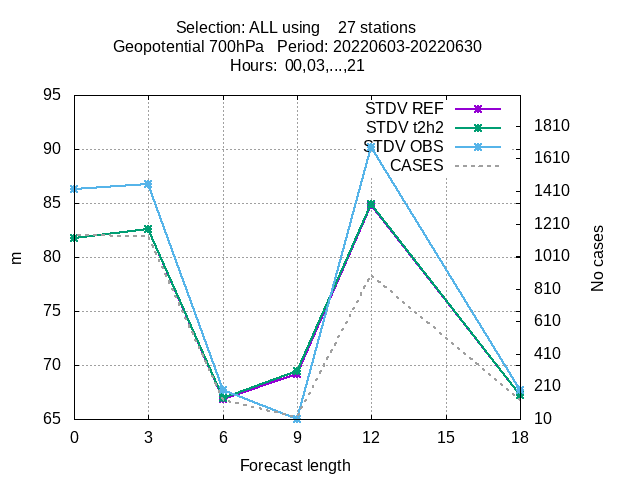 Selection: ALL using    27 stations
Geopotential 700hPa   Period: 20220603-20220630
Hours:  00,03,...,21
95
90
85
80
75
70
65
m
STDV REF
STDV t2h2
STDV OBS
CASES
1810
1610
1410
1210
1010
810
610
410
210
10
No cases
0 3 6 9 12 15 18
Forecast length